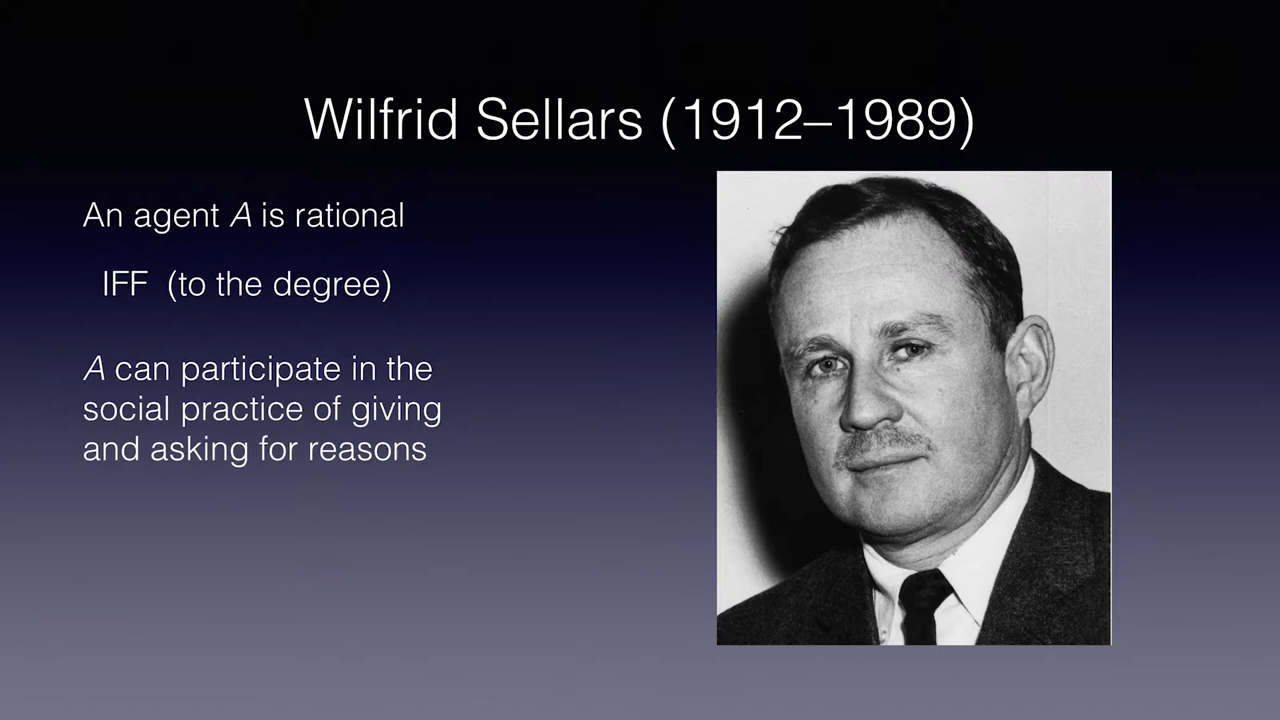 Wilfrid Sellars (1912–1989)
An agent A is rational
IFF (to the degree)
A can participate in the
social practice of giving
and asking for reasons